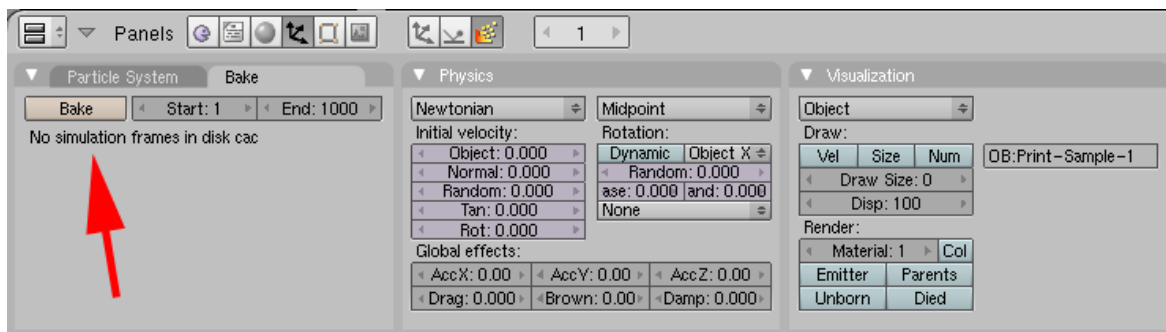 Panels
1
Particle System Bake
Bake Start: 1 End: 1000
No simulation frames in disk cac
Physics
Newtonian
Initial velocity:
Object: 0.000
Normal: 0.000
Random: 0.000
Tan: 0.000
Rot: 0.000
Midpoint
Rotation:
Dynamic Object X
Random: 0.000
ase: 0.000 and: 0.000
None
Global effects:
AccX: 0.00 AccY: 0.00 AccZ: 0.00
Drag: 0.000 Brown: 0.00 Damp: 0.000
Visualization
Object
Draw:
Vel Size Num OB:Print-Sample-1
Draw Size: 0
Disp: 100
Render:
Material: 1 Col
Emitter Parents
Unborn Died